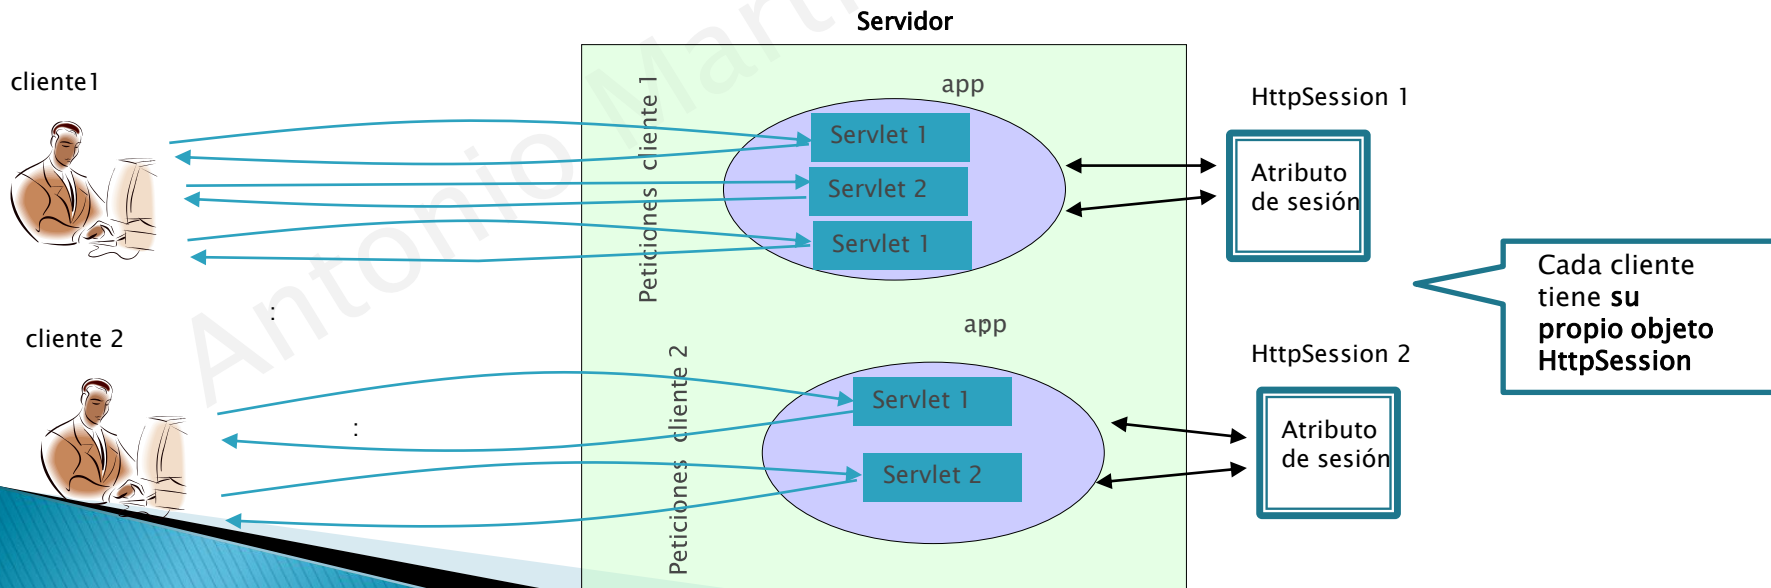 Servidor
cliente1
Peticiones cliente 1
app
Servlet 1
Servlet 2
Servlet 1
HttpSession 1
Atributo
de sesión
Cada cliente
tiene su
propio objeto
HttpSession
:
cliente 2
:
Peticiones cliente 2
app
:
Servlet 1
Servlet 2
HttpSession 2
Atributo
de sesión
Antonio Mart